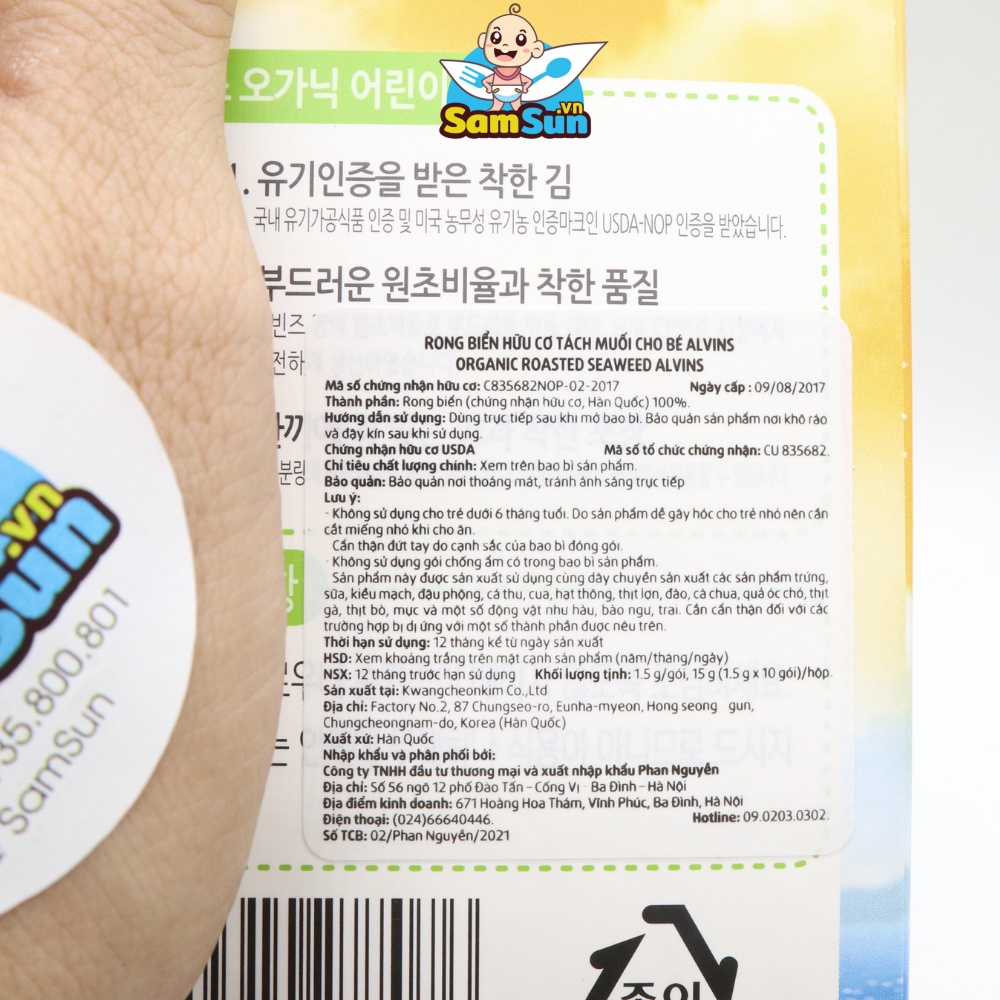 SamSun.vn
오가닉 어린이
1. 유기인증을 받은 착한 김
국내 유기가공식품 인증 및 미국 농무성 유기농 인증마크인 USDA-NOP 인증을 받았습니다.
부드러운 원초비율과 착한 품질
빈즈
전하
분
RONG BIỂN HỮU CƠ TÁCH MUỐI CHO BÉ ALVINS
ORGANIC ROASTED SEAWEED ALVINS
Mã số chứng nhận hữu cơ: C835682NOP-02-2017 Ngày cấp : 09/08/2017
Thành phần: Rong biển (chứng nhận hữu cơ, Hàn Quốc) 100%.
Hướng dẫn sử dụng: Dùng trực tiếp sau khi mở bao bì. Bảo quản sản phẩm nơi khô ráo
và đậy kín sau khi sử dụng.
Chứng nhận hữu cơ USDA Mã số tổ chức chứng nhận: CU 835682.
Chỉ tiêu chất lượng chính: Xem trên bao bì sản phẩm.
Bảo quản: Bảo quản nơi thoáng mát, tránh ánh sáng trực tiếp
Lưu ý:
- Không sử dụng cho trẻ dưới 6 tháng tuổi. Do sản phẩm dễ gây hóc cho trẻ nhỏ nên cần
cắt miếng nhỏ khi cho ăn.
Cẩn thận đứt tay do cạnh sắc của bao bì đóng gói.
- Không sử dụng gói chống ẩm có trong bao bì sản phẩm.
Sản phẩm này được sản xuất sử dụng cùng dây chuyền sản xuất các sản phẩm trứng,
sữa, kiều mạch, đậu phộng, cá thu, cua, hạt thông, thịt lợn, đào, cà chua, quả óc chó, thịt
gà, thịt bò, mực và một số động vật như hàu, bào ngư, trai. Cần cẩn thận đối với các
trường hợp bị dị ứng với một số thành phần được nêu trên.
Thời hạn sử dụng: 12 tháng kể từ ngày sản xuất
HSD: Xem khoảng trắng trên mặt cạnh sản phẩm (năm/tháng/ngày)
NSX: 12 tháng trước hạn sử dụng Khối lượng tịnh: 1.5 g/gói, 15 g (1.5 g x 10 gói)/hộp.
Sản xuất tại: Kwangcheonkim Co.,Ltd
Địa chỉ: Factory No.2, 87 Chungseo-ro, Eunha-myeon, Hong seong gun,
Chungcheongnam-do, Korea (Hàn Quốc)
Xuất xứ: Hàn Quốc
Nhập khẩu và phân phối bởi:
Công ty TNHH đầu tư thương mại và xuất nhập khẩu Phan Nguyễn
Địa chỉ: Số 56 ngõ 12 phố Đào Tấn - Cống Vị - Ba Đình - Hà Nội
Địa điểm kinh doanh: 671 Hoàng Hoa Thám, Vĩnh Phúc, Ba Đình, Hà Nội
Điện thoại: (024)66640446. Hotline: 09.0203.0302.
Số TCB: 02/Phan Nguyễn/2021
Sun.vn
35.800.801
SamSun
주의